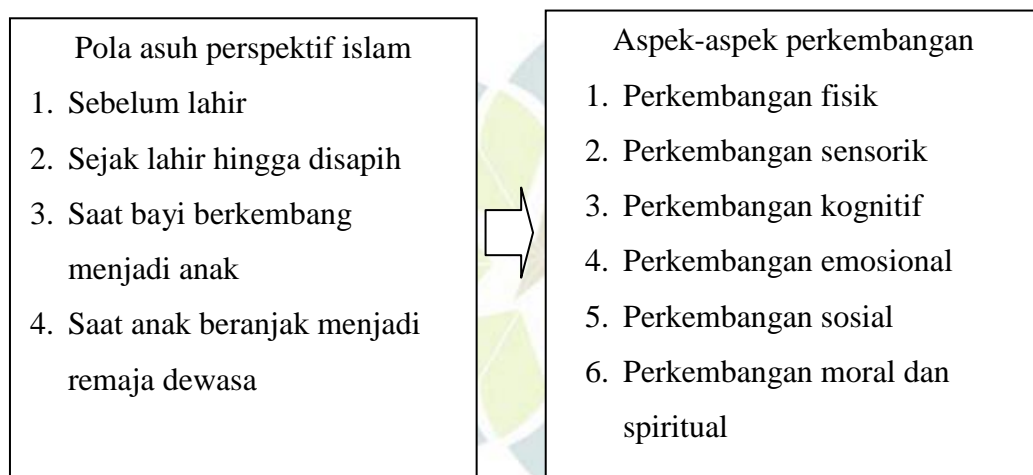 Pola asuh perspektif islam
1. Sebelum lahir
2. Sejak lahir hingga disapih
3. Saat bayi berkembang
menjadi anak
4. Saat anak beranjak menjadi
remaja dewasa
Aspek-aspek perkembangan
1. Perkembangan fisik
2. Perkembangan sensorik
3. Perkembangan kognitif
4. Perkembangan emosional
5. Perkembangan sosial
6. Perkembangan moral dan
spiritual